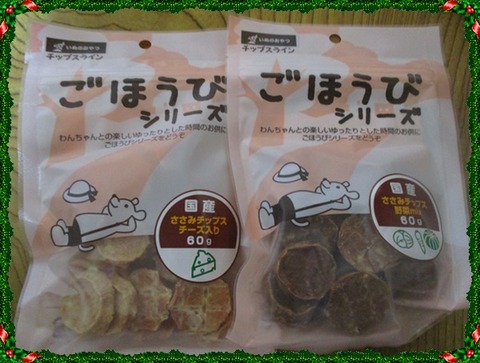 いぬのおやつ
チップスライン
ごほうび
シリーズ
わんちゃんとの楽しいゆったりとした時間のお供に
ごほうびシリーズをどうぞ
国産
ささみチップス
チーズ入り
60g
いぬのおやつ
チップスライン
ごほうび
シリーズ
わんちゃんとの楽しいゆったりとした時間のお供に
ごほうびシリーズをどうぞ
国産
ささみチップス
野菜mix
60g